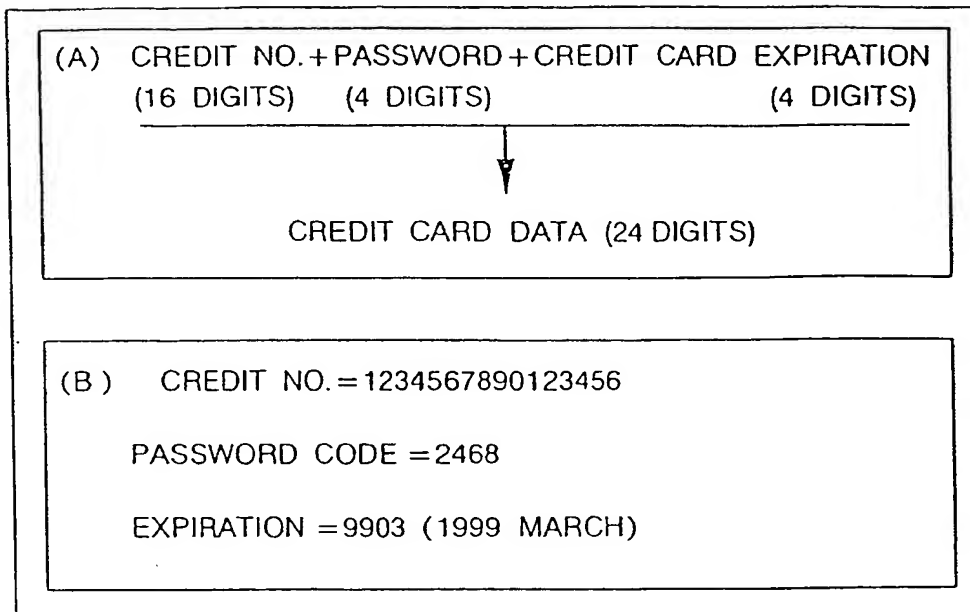 (A) CREDIT NO.+PASSWORD+CREDIT CARD EXPIRATION
(16 DIGITS) (4 DIGITS) (4 DIGITS)
CREDIT CARD DATA (24 DIGITS)
(B) CREDIT NO.=1234567890123456
PASSWORD CODE =2468
EXPIRATION =9903 (1999 MARCH)